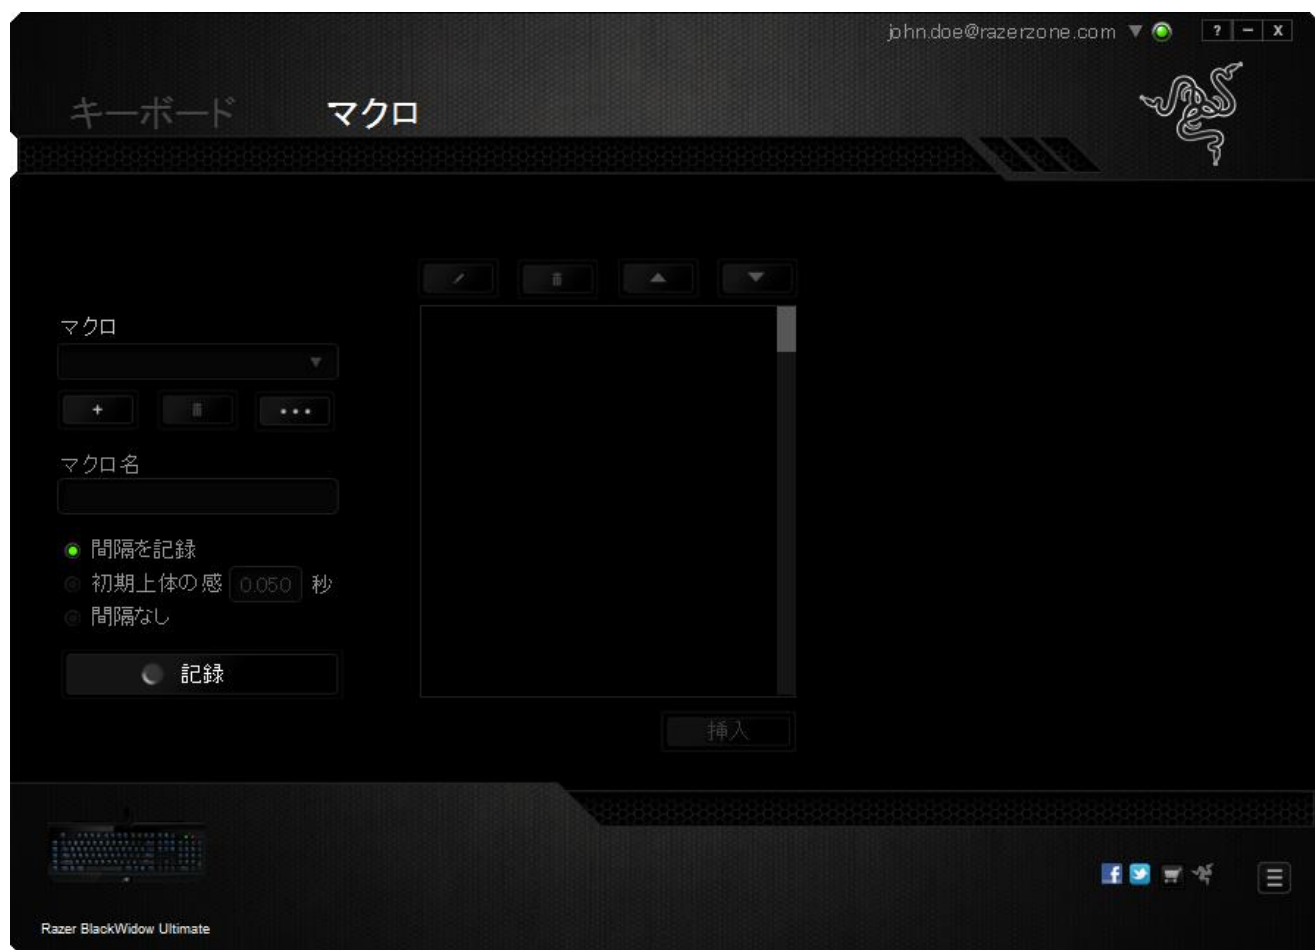 john.doe@razerzone.com
? – X
キーボード マクロ
マクロ
マクロ名
間隔を記録
初期上体の感 0.050 秒
間隔なし
記録
挿入
Razer BlackWidow Ultimate